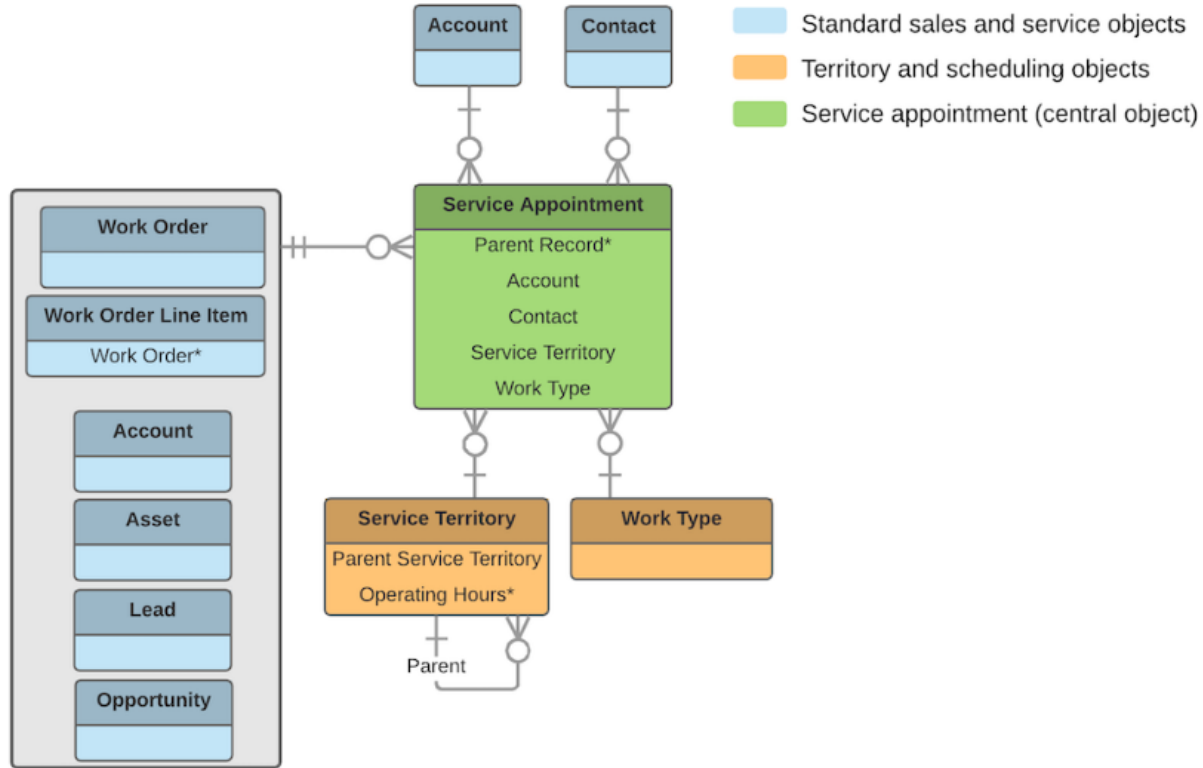 Account
Contact
Standard sales and service objects
Territory and scheduling objects
Service appointment (central object)
Work Order
Work Order Line Item
Work Order*
Account
Asset
Lead
Opportunity
Service Appointment
Parent Record*
Account
Contact
Service Territory
Work Type
Service Territory
Parent Service Territory
Operating Hours*
Parent
Work Type